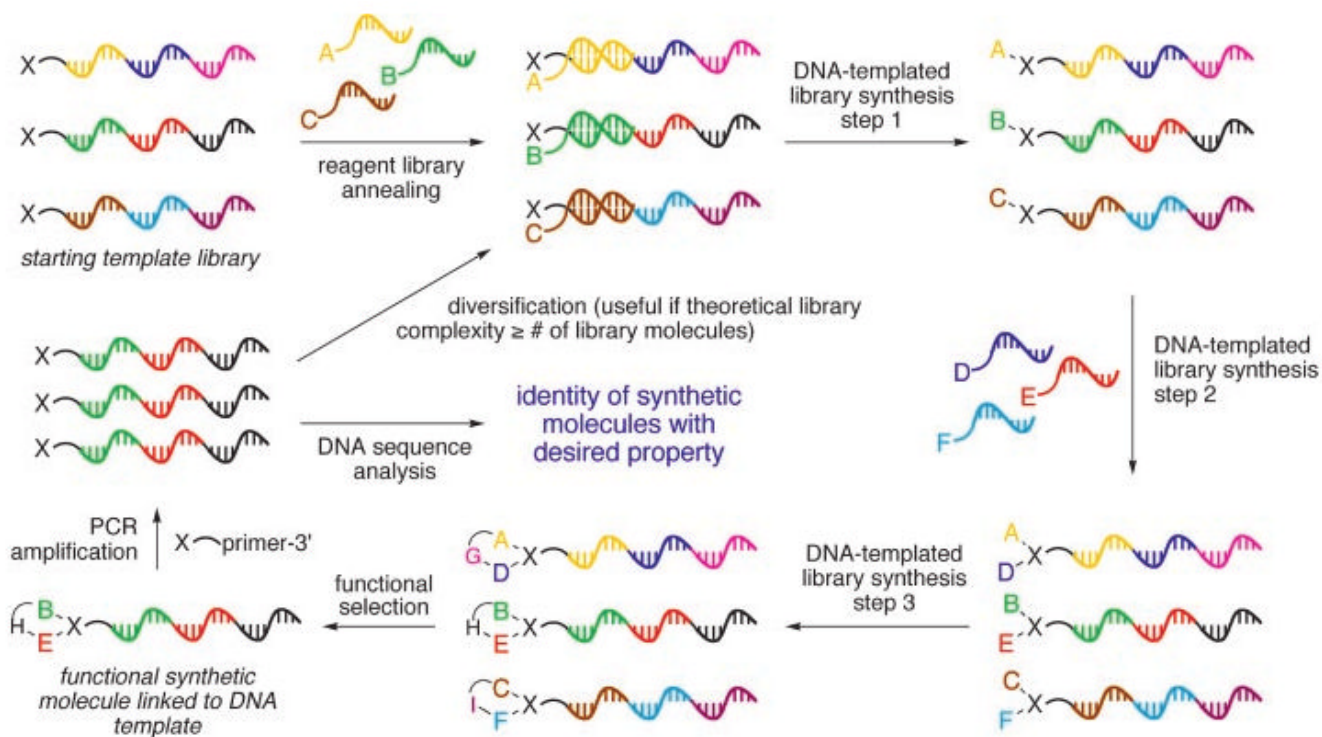 X
X
X
starting template library
A
B
C
reagent library
annealing
X
A
X
B
X
C
DNA-templated
library synthesis
step 1
A
X
B
X
C
X
diversification (useful if theoretical library
complexity ≥ # of library molecules)
X
X
X
DNA sequence
analysis
identity of synthetic
molecules with
desired property
D
E
F
DNA-templated
library synthesis
step 2
A
X
D
B
X
E
C
X
F
DNA-templated
library synthesis
step 3
A
G
X
D
B
H
X
E
C
I
X
F
functional
selection
B
H
X
E
functional synthetic
molecule linked to DNA
template
PCR
amplification
X primer-3'